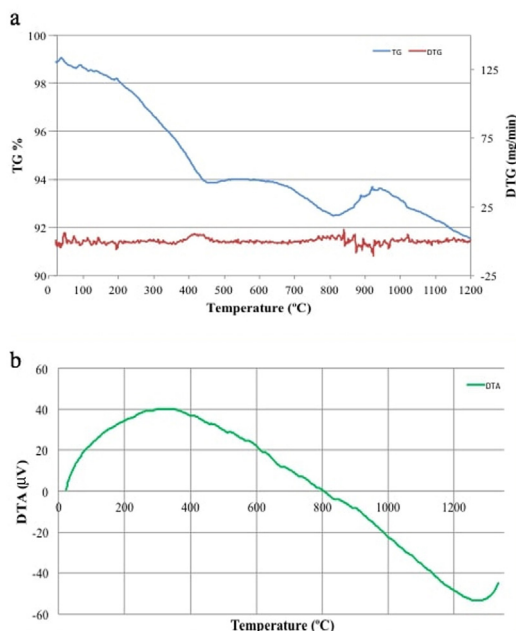 a
100
98
96
94
92
90
TG %
TG DTG
125
75
25
-25
DTG (mg/min)
0 100 200 300 400 500 600 700 800 900 1000 1100 1200
Temperature (ºC)
b
60
40
20
0
-20
-40
-60
DTA (µV)
DTA
0 200 400 600 800 1000 1200
Temperature (ºC)